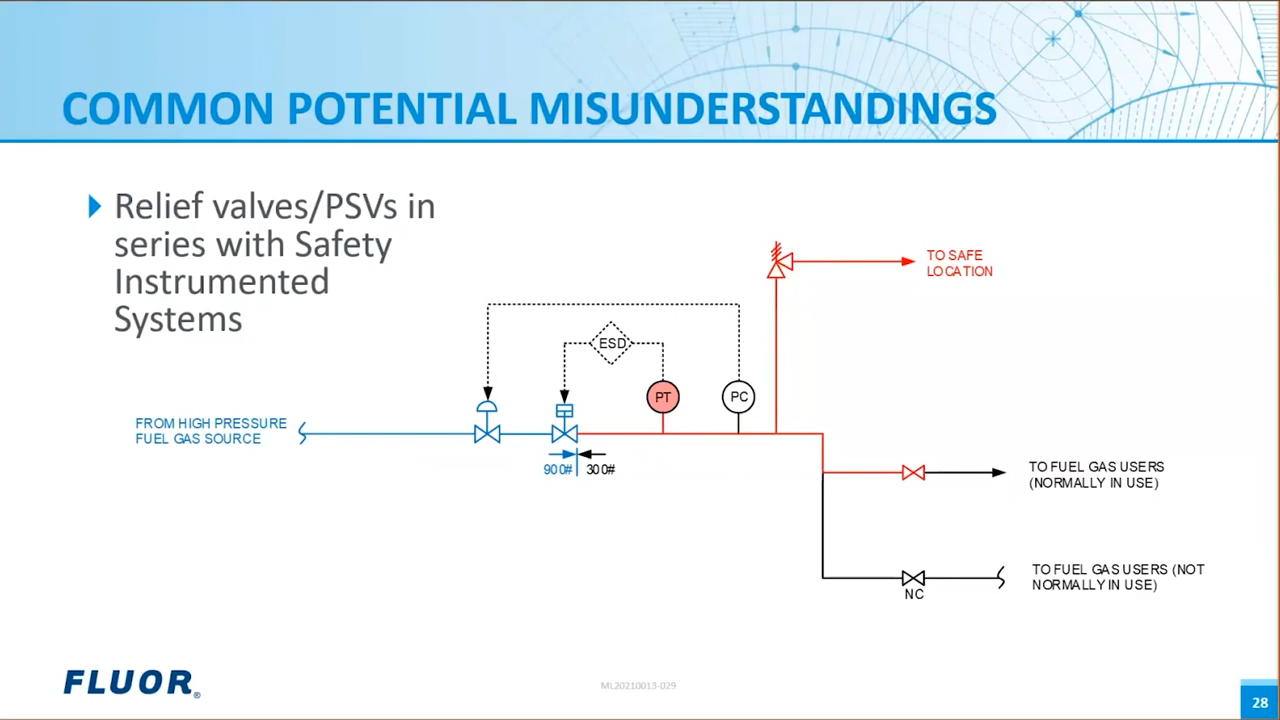 COMMON POTENTIAL MISUNDERSTANDINGS
Relief valves/PSVs in
series with Safety
Instrumented
Systems
TO SAFE
LOCATION
ESD
PT
PC
FROM HIGH PRESSURE
FUEL GAS SOURCE
900# 300#
TO FUEL GAS USERS
(NORMALLY IN USE)
TO FUEL GAS USERS (NOT
NORMALLY IN USE)
NC
FLUOR®
ML20210013-029
28